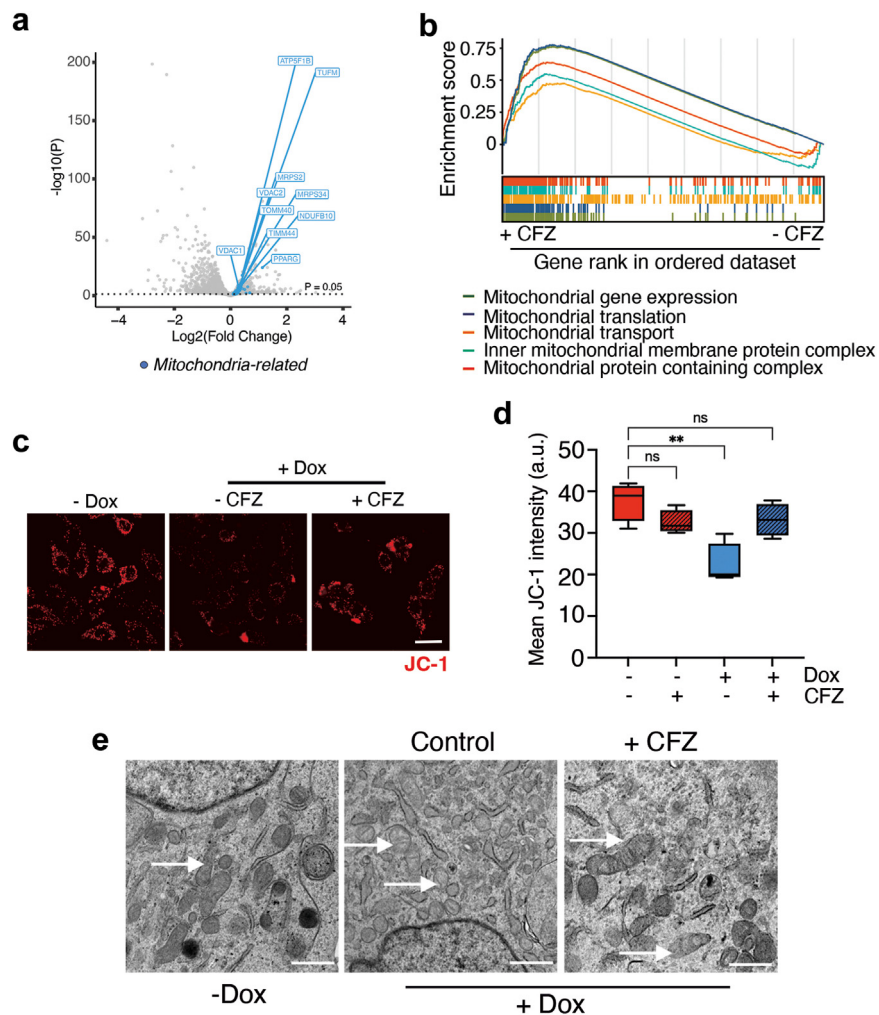 a
200
150
100
50
0
-log10(P)
ATP5F1B
TUFM
MRPS2
VDAC2
MRPS34
TOMM40
NDUFB10
TIMM44
VDAC1
PPARG
P = 0.05
−4 −2 0 2 4
Log2(Fold Change)
Mitochondria-related
b
Enrichment score
0.75
0.25
0
+ CFZ - CFZ
Gene rank in ordered dataset
Mitochondrial gene expression
Mitochondrial translation
Mitochondrial transport
Inner mitochondrial membrane protein complex
Mitochondrial protein containing complex
c
+ Dox
- Dox - CFZ + CFZ
JC-1
d
Mean JC-1 intensity (a.u.)
50
40
30
20
10
0
ns
**
ns
- - + + Dox
- + - + CFZ
e
Control + CFZ
-Dox
+ Dox